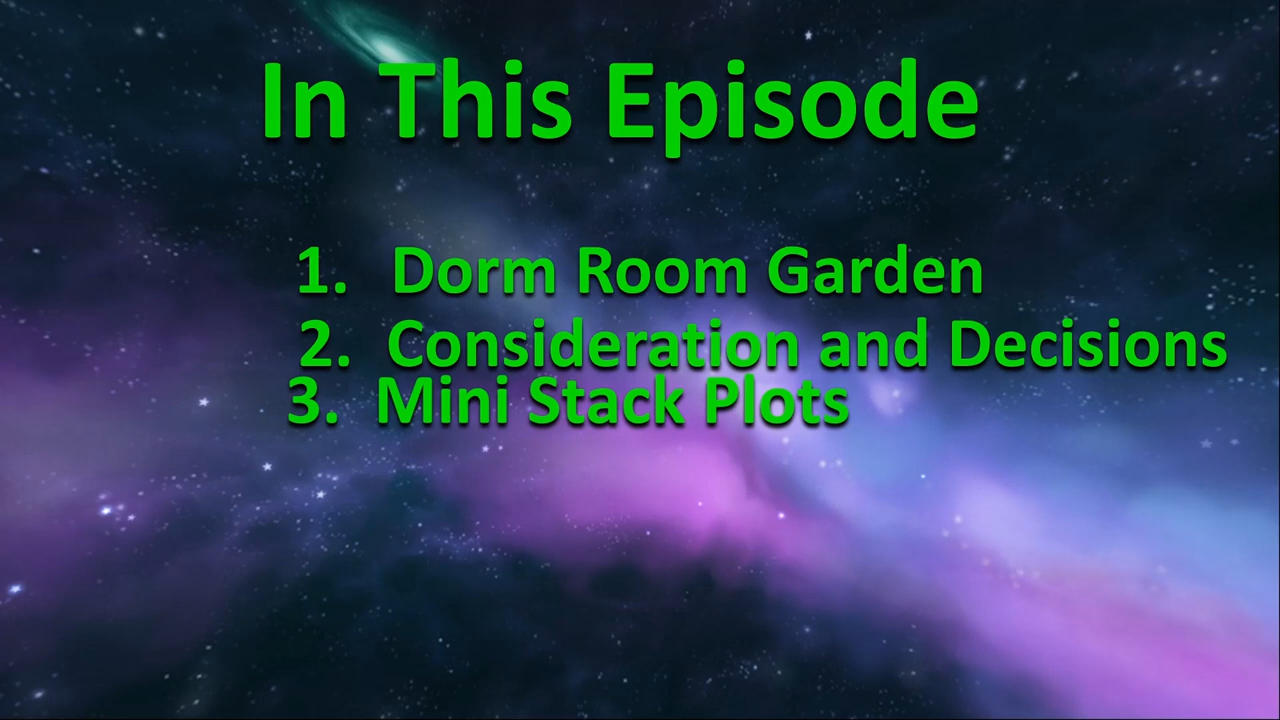 In This Episode
1. Dorm Room Garden
2. Consideration and Decisions
3. Mini Stack Plots